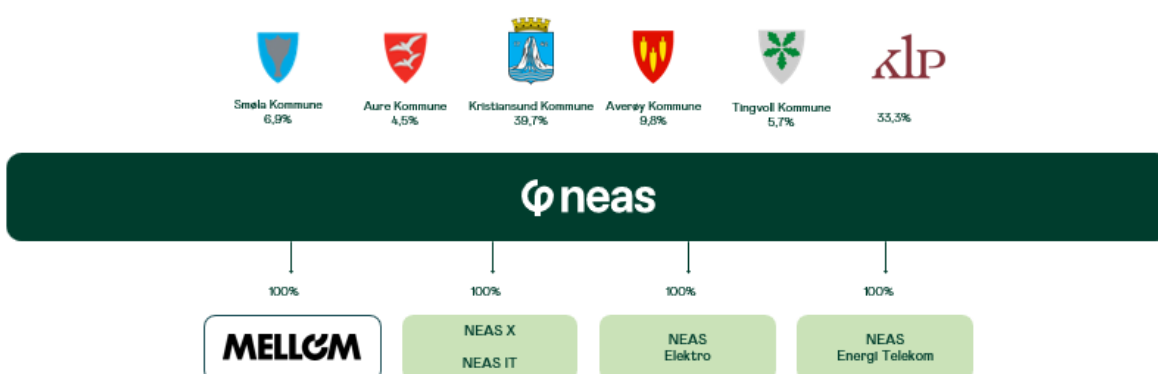 KLP
Smøla Kommune
6,9%
Aure Kommune
4,5%
Kristiansund Kommune
39,7%
Averøy Kommune
9,8%
Tingvoll Kommune
5,7%
33,3%
neas
100%
100%
100%
100%
MELLOM
NEAS X
NEAS IT
NEAS
Elektro
NEAS
Energi Telekom